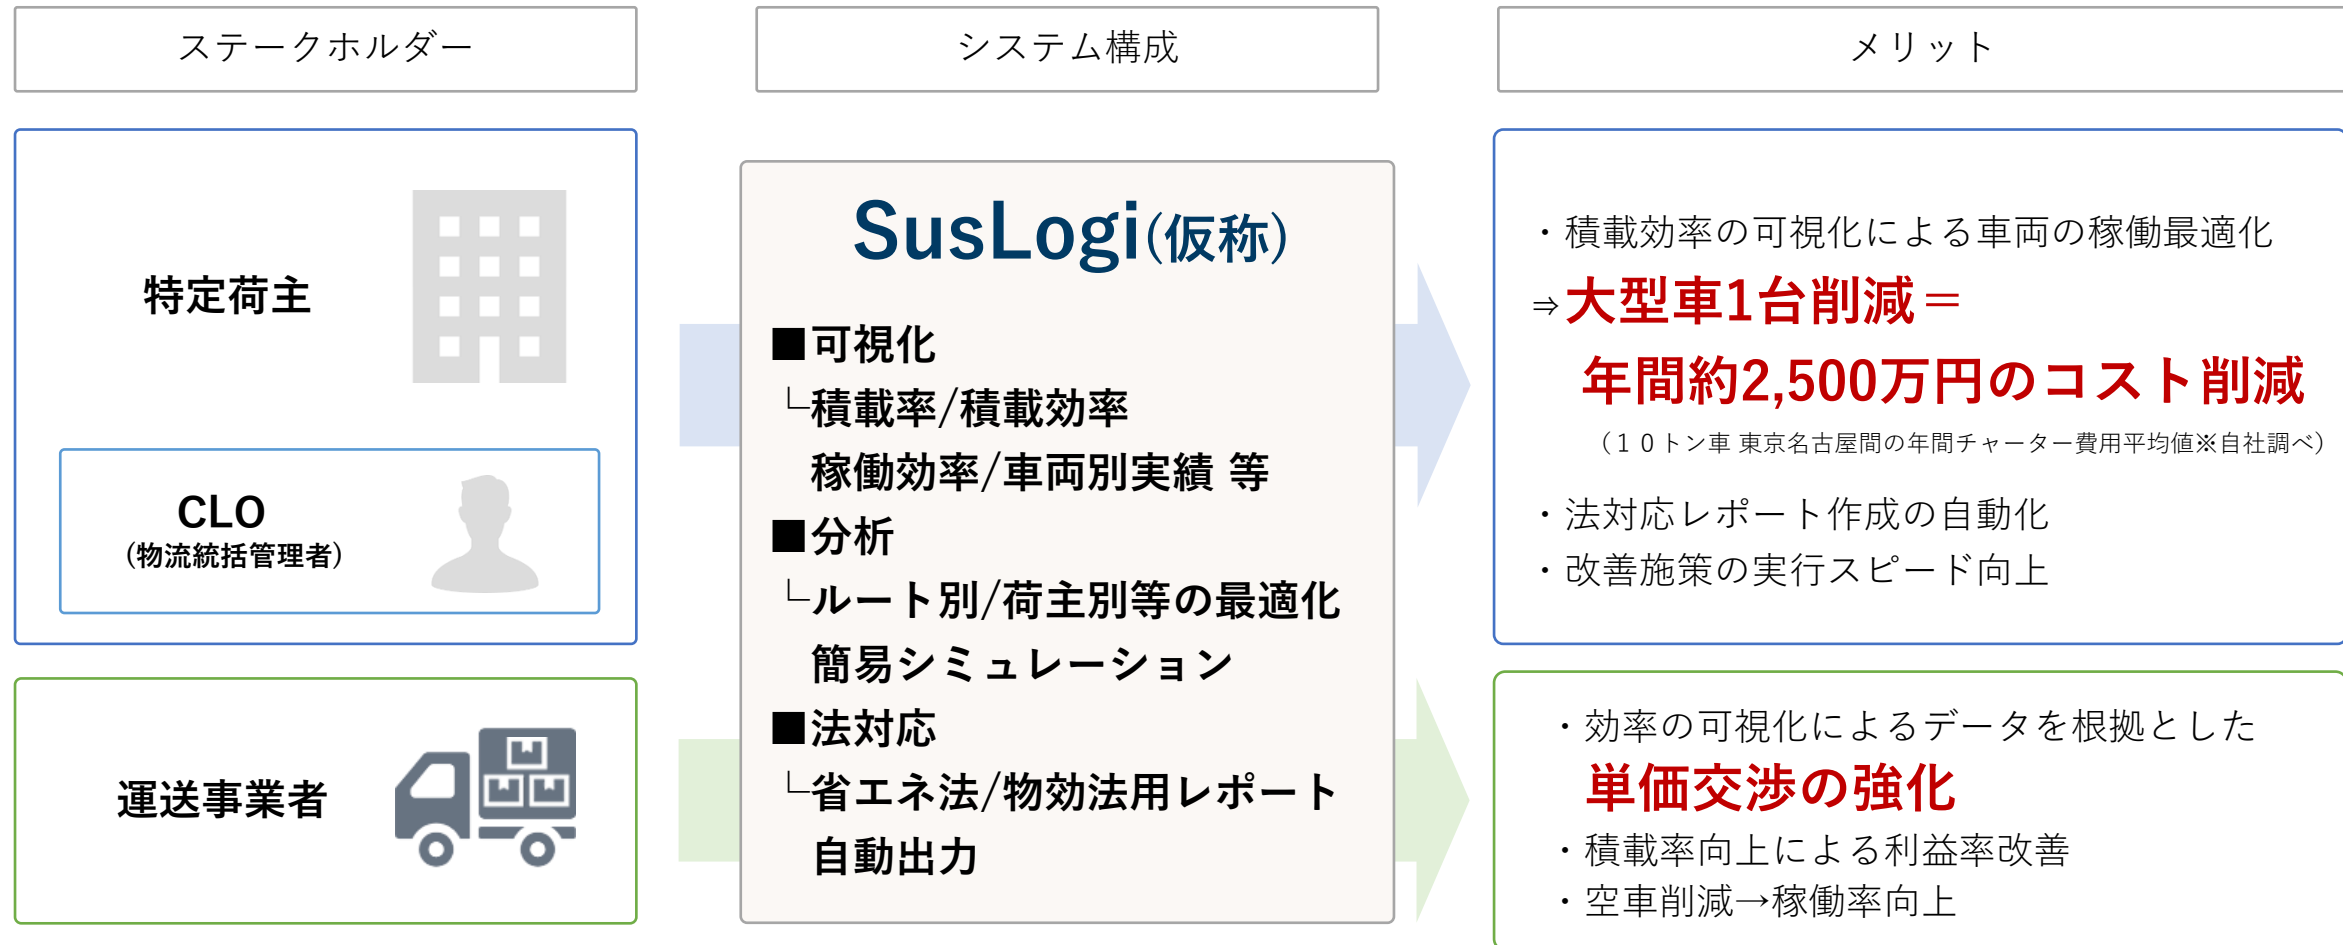 ステークホルダー
システム構成
メリット
特定荷主
CLO
(物流統括管理者)
運送事業者
SusLogi(仮称)
■可視化
└積載率/積載効率
稼働効率/車両別実績 等
■分析
└ルート別/荷主別等の最適化
簡易シミュレーション
■法対応
└省エネ法/物効法用レポート
自動出力
・積載効率の可視化による車両の稼働最適化
⇒大型車1台削減＝
年間約2,500万円のコスト削減
（１０トン車 東京名古屋間の年間チャーター費用平均値※自社調べ）
・法対応レポート作成の自動化
・改善施策の実行スピード向上
・効率の可視化によるデータを根拠とした
単価交渉の強化
・積載率向上による利益率改善
・空車削減→稼働率向上